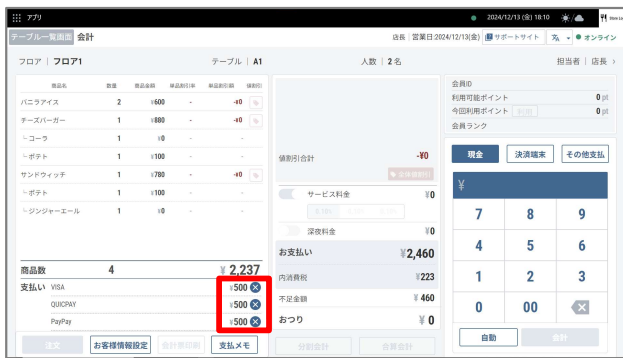 アプリ
2024/12/13 (金) 18:10
テーブル一覧画面 会計
店長 | 営業日:2024/12/13(金) サポートサイト オンライン
フロア | フロア1 テーブル | A1 人数 | 2 名 担当者 | 店長
商品名 数量 商品金額 単品割引率 単品割引額 値割引
バニラアイス 2 ¥600 - -¥0
チーズバーガー 1 ¥880 - -¥0
└コーラ 1 ¥0 - -
└ポテト 1 ¥100 - -
サンドウィッチ 1 ¥780 - -¥0
└ポテト 1 ¥100 - -
└ジンジャーエール 1 ¥0 - -
商品数 4 ¥ 2,237
支払い VISA ¥500
QUICPAY ¥500
PayPay ¥500
注文 お客様情報設定 会計票印刷 支払メモ
値割引合計 -¥0
全体値割引
サービス料金 ¥0
深夜料金 ¥0
お支払い ¥2,460
内消費税 ¥223
不足金額 ¥ 460
おつり ¥ 0
分割会計 合算会計
会員ID
利用可能ポイント 0 pt
今回利用ポイント 利用 0 pt
会員ランク
現金 決済端末 その他支払
¥
7 8 9
4 5 6
1 2 3
0 00
自動 会計